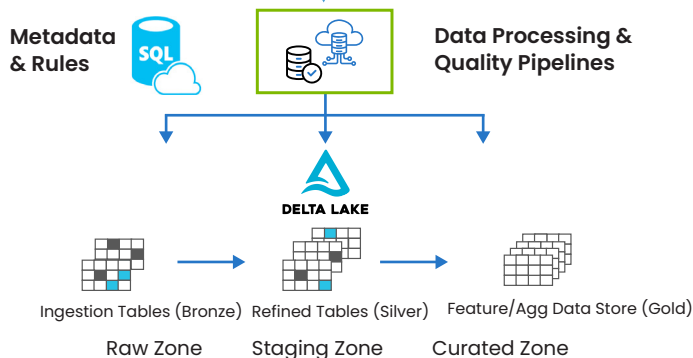 Metadata
& Rules
SQL
Data Processing &
Quality Pipelines
DELTA LAKE
Ingestion Tables (Bronze)
Refined Tables (Silver)
Feature/Agg Data Store (Gold)
Raw Zone
Staging Zone
Curated Zone